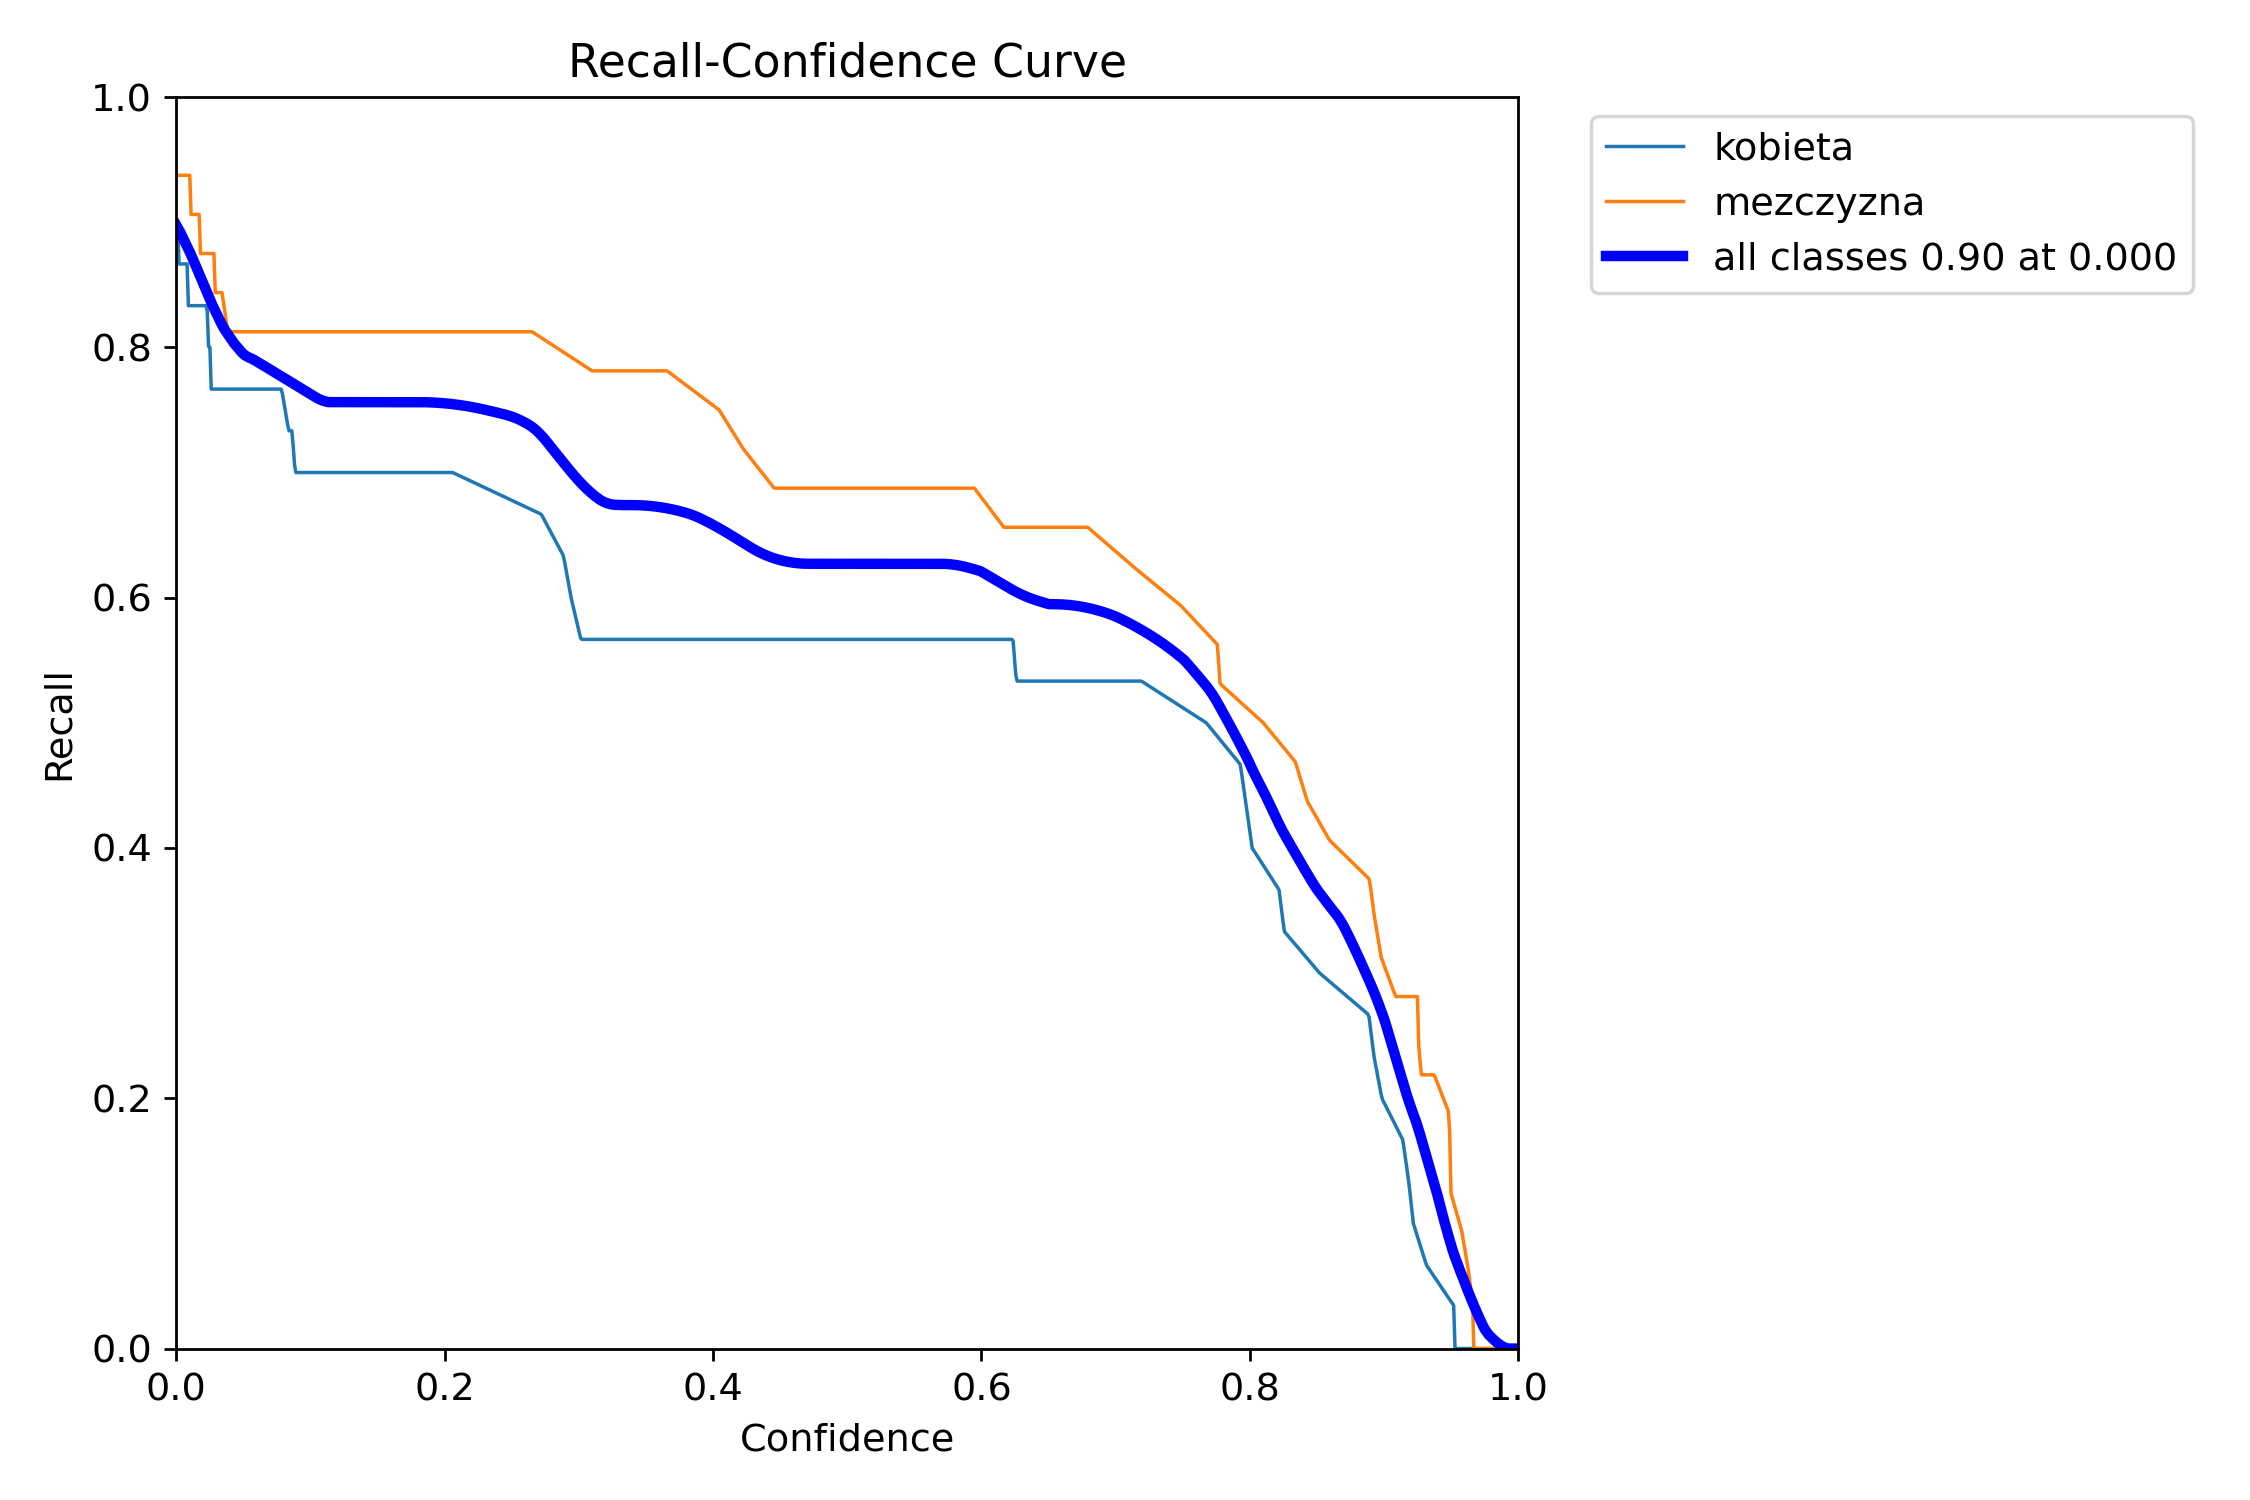 Recall-Confidence Curve
1.0
0.8
0.6
0.4
0.2
0.0
Recall
0.0 0.2 0.4 0.6 0.8 1.0
Confidence
kobieta
mezczyzna
all classes 0.90 at 0.000